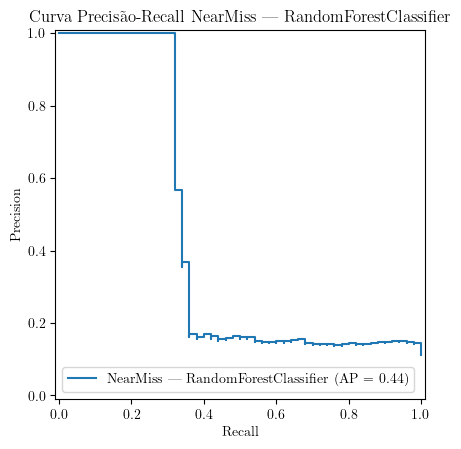 Curva Precisão-Recall NearMiss — RandomForestClassifier
1.0
0.8
0.6
0.4
0.2
0.0
Precision
NearMiss — RandomForestClassifier (AP = 0.44)
0.0 0.2 0.4 0.6 0.8 1.0
Recall